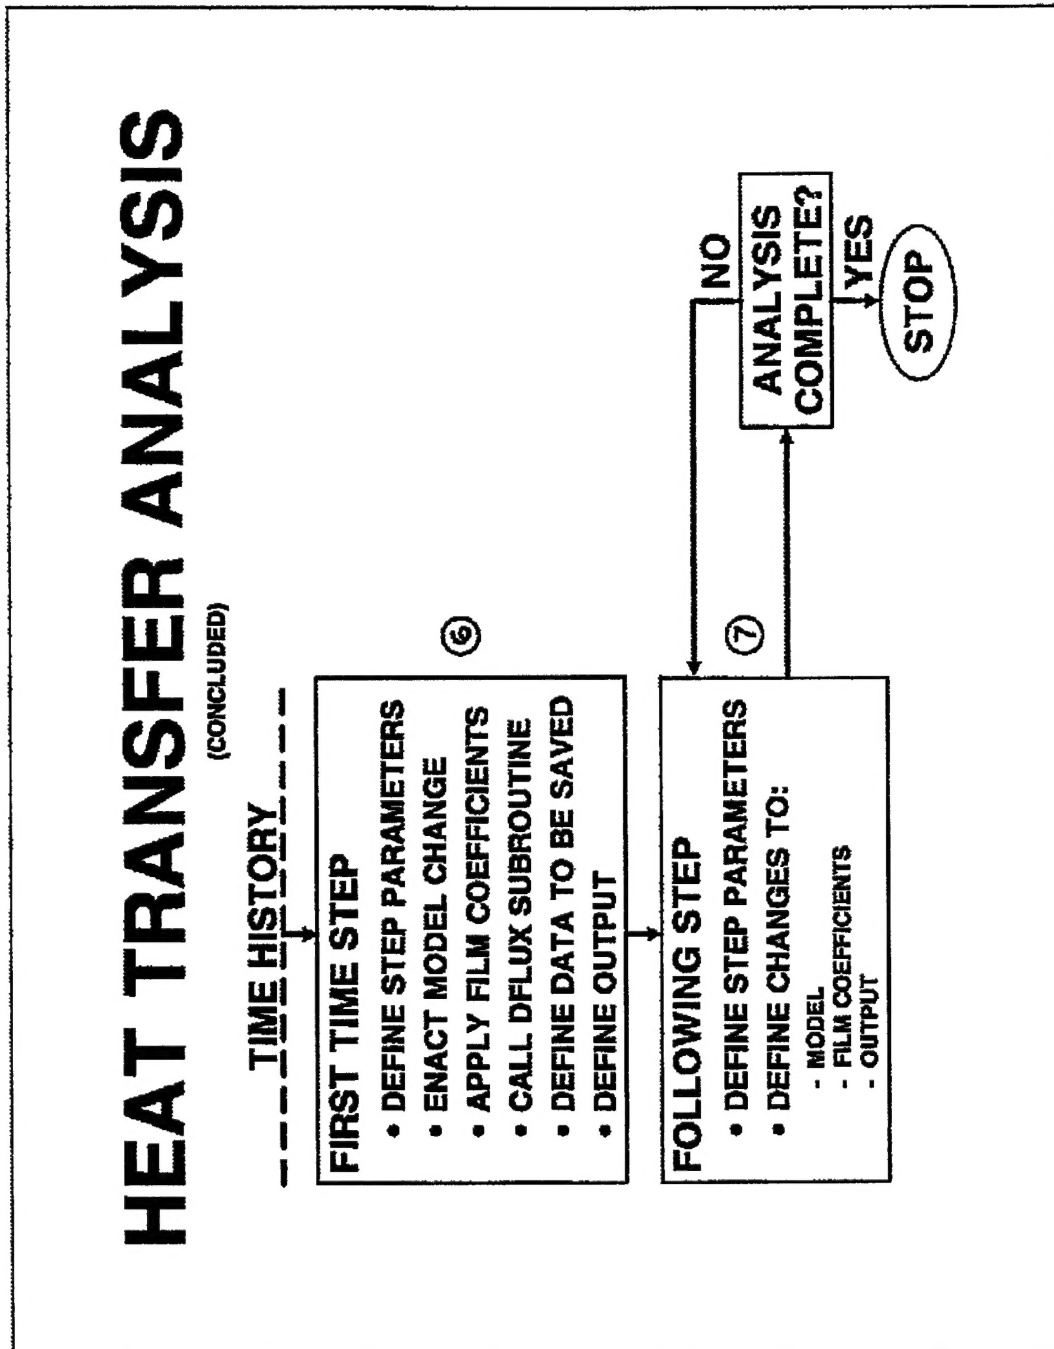 HEAT TRANSFER ANALYSIS
(CONCLUDED)
TIME HISTORY
FIRST TIME STEP
• DEFINE STEP PARAMETERS
• ENACT MODEL CHANGE
• APPLY FILM COEFFICIENTS
• CALL DFLUX SUBROUTINE
• DEFINE DATA TO BE SAVED
• DEFINE OUTPUT
6
FOLLOWING STEP
• DEFINE STEP PARAMETERS
• DEFINE CHANGES TO:
- MODEL
- FILM COEFFICIENTS
- OUTPUT
7
NO
ANALYSIS
COMPLETE?
YES
STOP